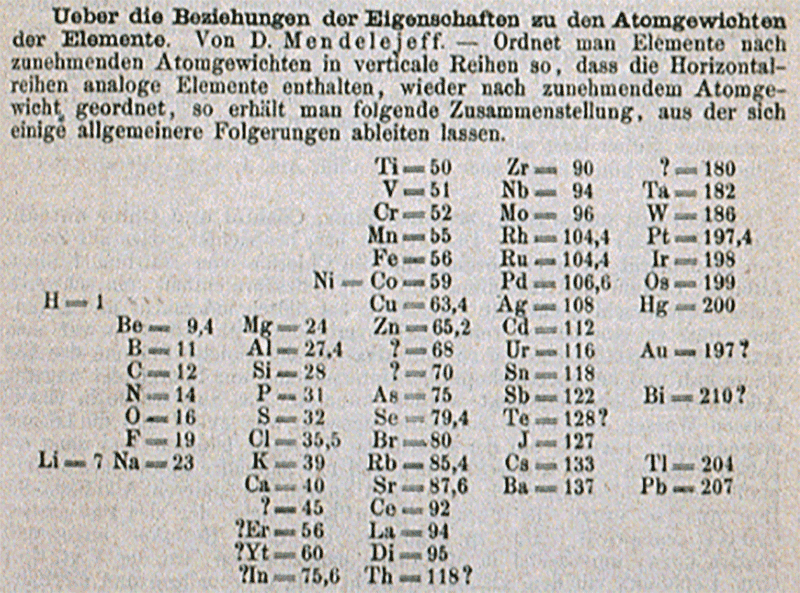 Ueber die Beziehungen der Eigenschaften zu den Atomgewichten
der Elemente. Von D. Mendelejeff. — Ordnet man Elemente nach
zunehmenden Atomgewichten in verticale Reihen so, dass die Horizontal-
reihen analoge Elemente enthalten, wieder nach zunehmendem Atomge-
wicht geordnet, so erhält man folgende Zusammenstellung, aus der sich
einige allgemeinere Folgerungen ableiten lassen.
Ti = 50 Zr = 90 ? = 180
V = 51 Nb = 94 Ta = 182
Cr = 52 Mo = 96 W = 186
Mn = 55 Rh = 104,4 Pt = 197,4
Fe = 56 Ru = 104,4 Ir = 198
Ni = Co = 59 Pd = 106,6 Os = 199
H = 1 Cu = 63,4 Ag = 108 Hg = 200
Be = 9,4 Mg = 24 Zn = 65,2 Cd = 112
B = 11 Al = 27,4 ? = 68 Ur = 116 Au = 197?
C = 12 Si = 28 ? = 70 Sn = 118
N = 14 P = 31 As = 75 Sb = 122 Bi = 210?
O = 16 S = 32 Se = 79,4 Te = 128?
F = 19 Cl = 35,5 Br = 80 J = 127
Li = 7 Na = 23 K = 39 Rb = 85,4 Cs = 133 Tl = 204
Ca = 40 Sr = 87,6 Ba = 137 Pb = 207
? = 45 Ce = 92
?Er = 56 La = 94
?Yt = 60 Di = 95
?In = 75,6 Th = 118?